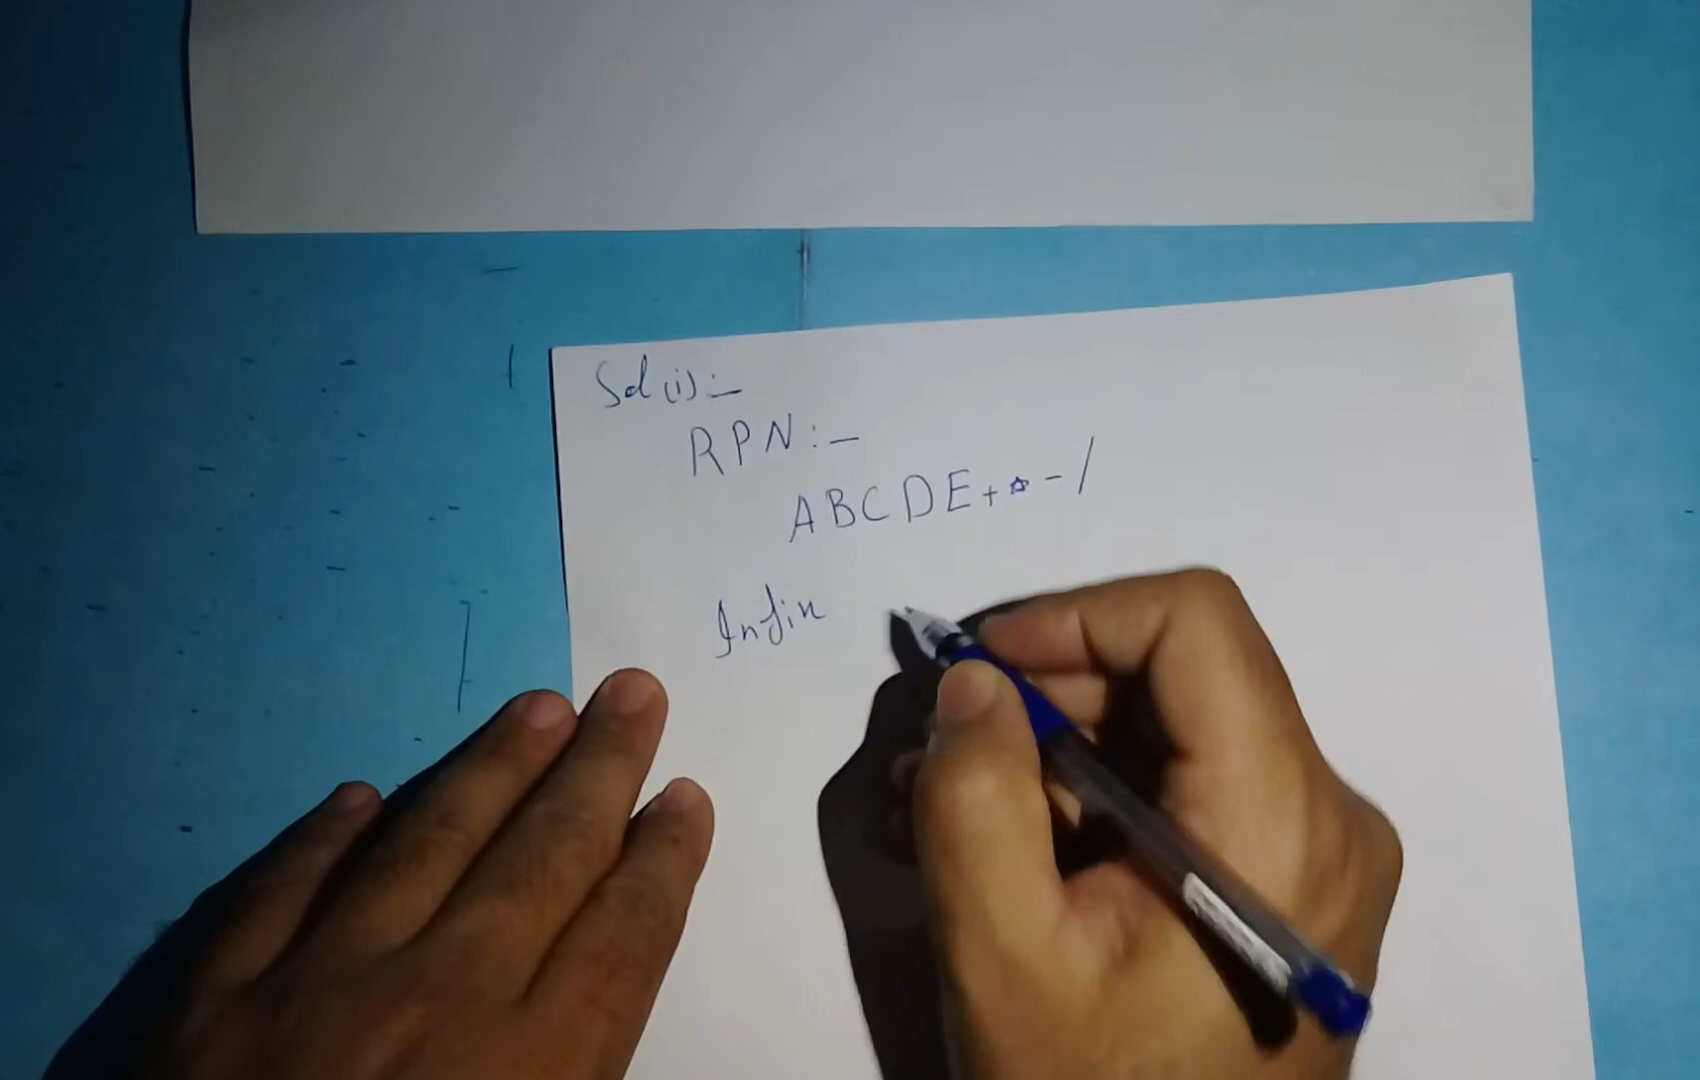 Sol (i) :-
RPN :-
ABCDE+*-/
Infix